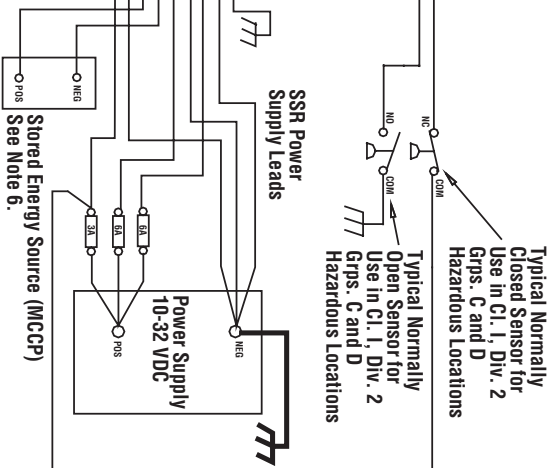 SSR Power
Supply Leads
NO
COM
NC
COM
Typical Normally
Closed Sensor for
Use in Cl. I, Div. 2
Grps. C and D
Hazardous Locations
Typical Normally
Open Sensor for
Use in Cl. I, Div. 2
Grps. C and D
Hazardous Locations
POS
NEG
Stored Energy Source (MCCP)
See Note 6.
3A
6A
6A
Power Supply
10-32 VDC
NEG
POS